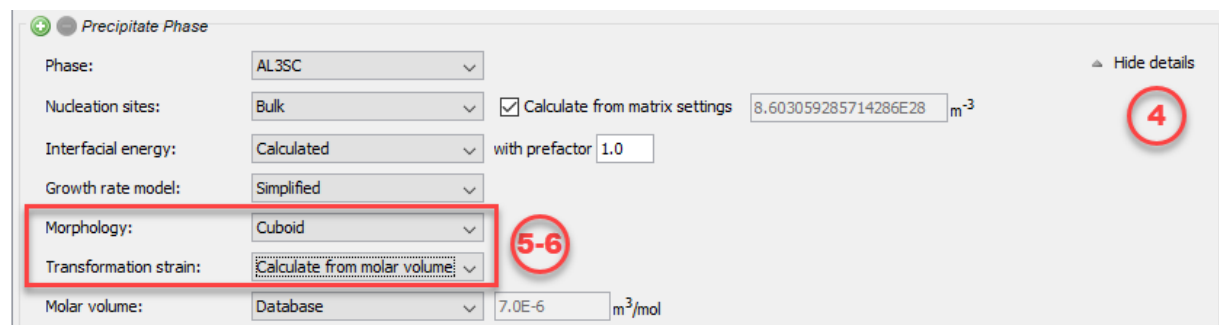 Precipitate Phase
Phase: AL3SC Hide details
Nucleation sites: Bulk Calculate from matrix settings 8.603059285714286E28 m-3
4
Interfacial energy: Calculated with prefactor 1.0
Growth rate model: Simplified
Morphology: Cuboid
5-6
Transformation strain: Calculate from molar volume
Molar volume: Database 7.0E-6 m3/mol